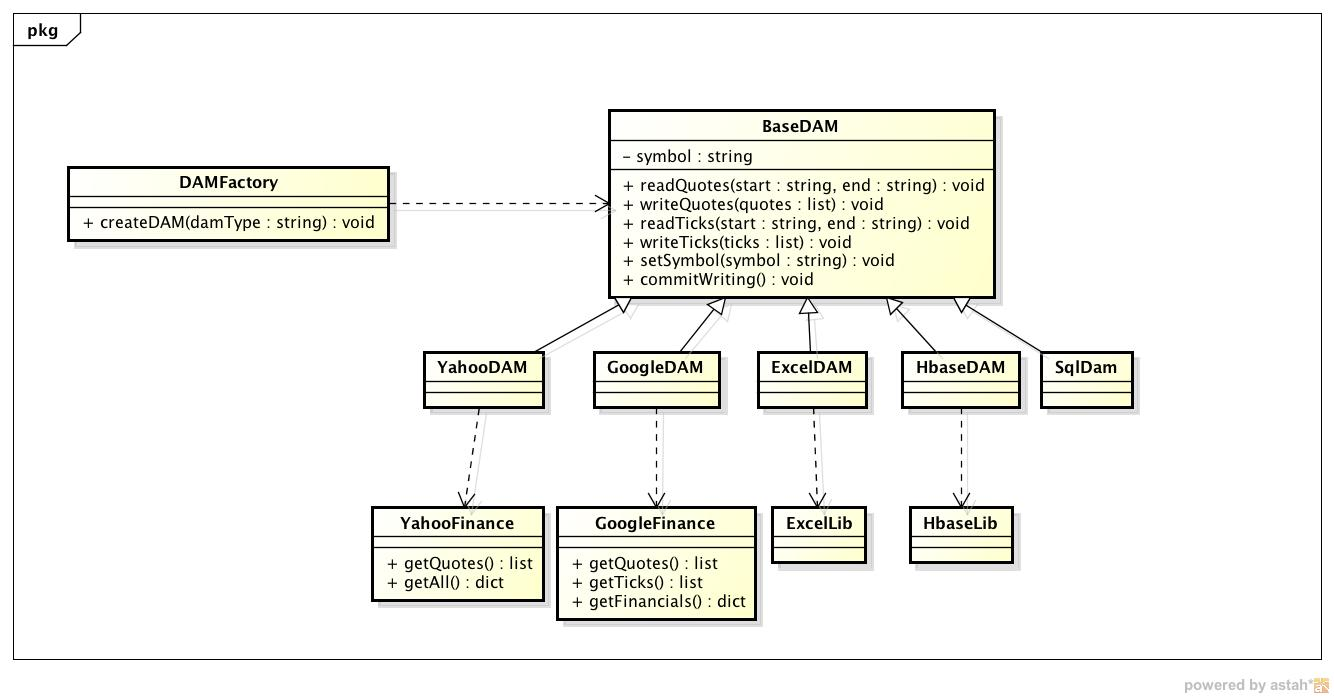 pkg
BaseDAM
- symbol : string
+ readQuotes(start : string, end : string) : void
+ writeQuotes(quotes : list) : void
+ readTicks(start : string, end : string) : void
+ writeTicks(ticks : list) : void
+ setSymbol(symbol : string) : void
+ commitWriting() : void
DAMFactory
+ createDAM(damType : string) : void
YahooDAM
GoogleDAM
ExcelDAM
HbaseDAM
SqlDam
YahooFinance
+ getQuotes() : list
+ getAll() : dict
GoogleFinance
+ getQuotes() : list
+ getTicks() : list
+ getFinancials() : dict
ExcelLib
HbaseLib
powered by astah*